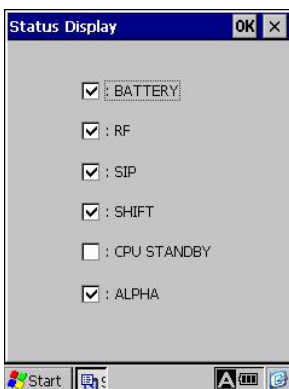 Status Display OK ×
: BATTERY
: RF
: SIP
: SHIFT
: CPU STANDBY
: ALPHA
Start A